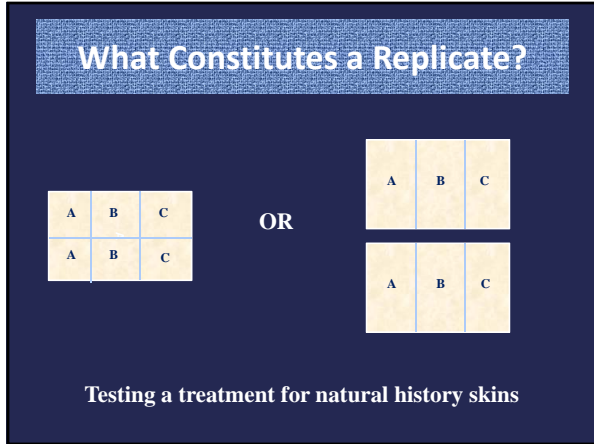 What Constitutes a Replicate?
A B C
A B C
OR
A B C
A B C
Testing a treatment for natural history skins